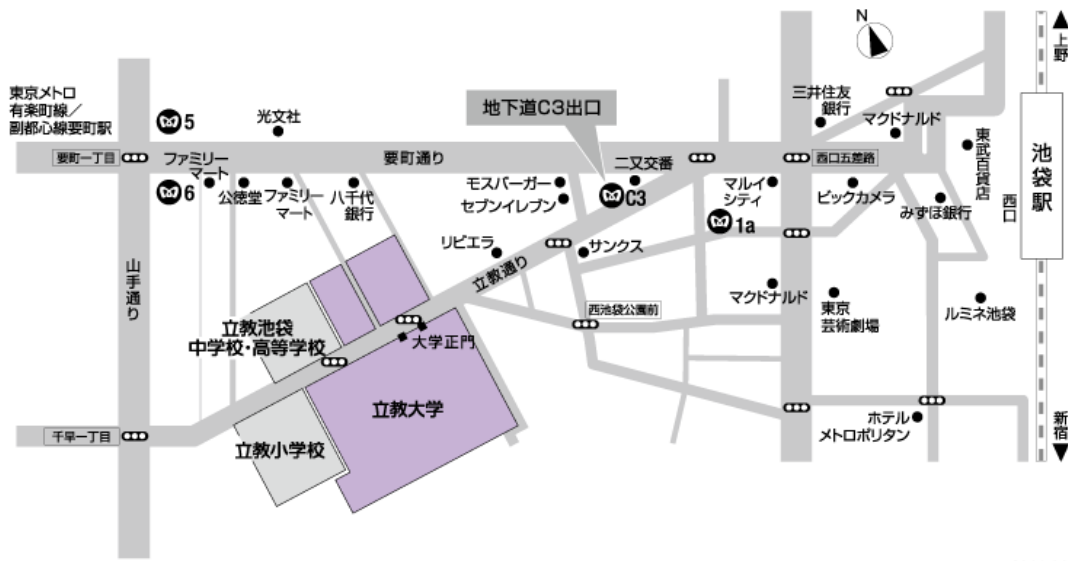 N
上野
東京メトロ
有楽町線／
副都心線要町駅
5
光文社
地下道C3出口
三井住友
銀行
マクドナルド
東武百貨店
池袋駅
西口
要町一丁目
ファミリー
マート
要町通り
二又交番
西口五差路
6
公徳堂
ファミリー
マート
八千代
銀行
モスバーガー
セブンイレブン
C3
マルイ
シティ
1a
ビックカメラ
みずほ銀行
リビエラ
サンクス
立教通り
山手通り
マクドナルド
東京
芸術劇場
ルミネ池袋
西池袋公園前
立教池袋
中学校・高等学校
大学正門
立教大学
立教小学校
千早一丁目
ホテル
メトロポリタン
新宿